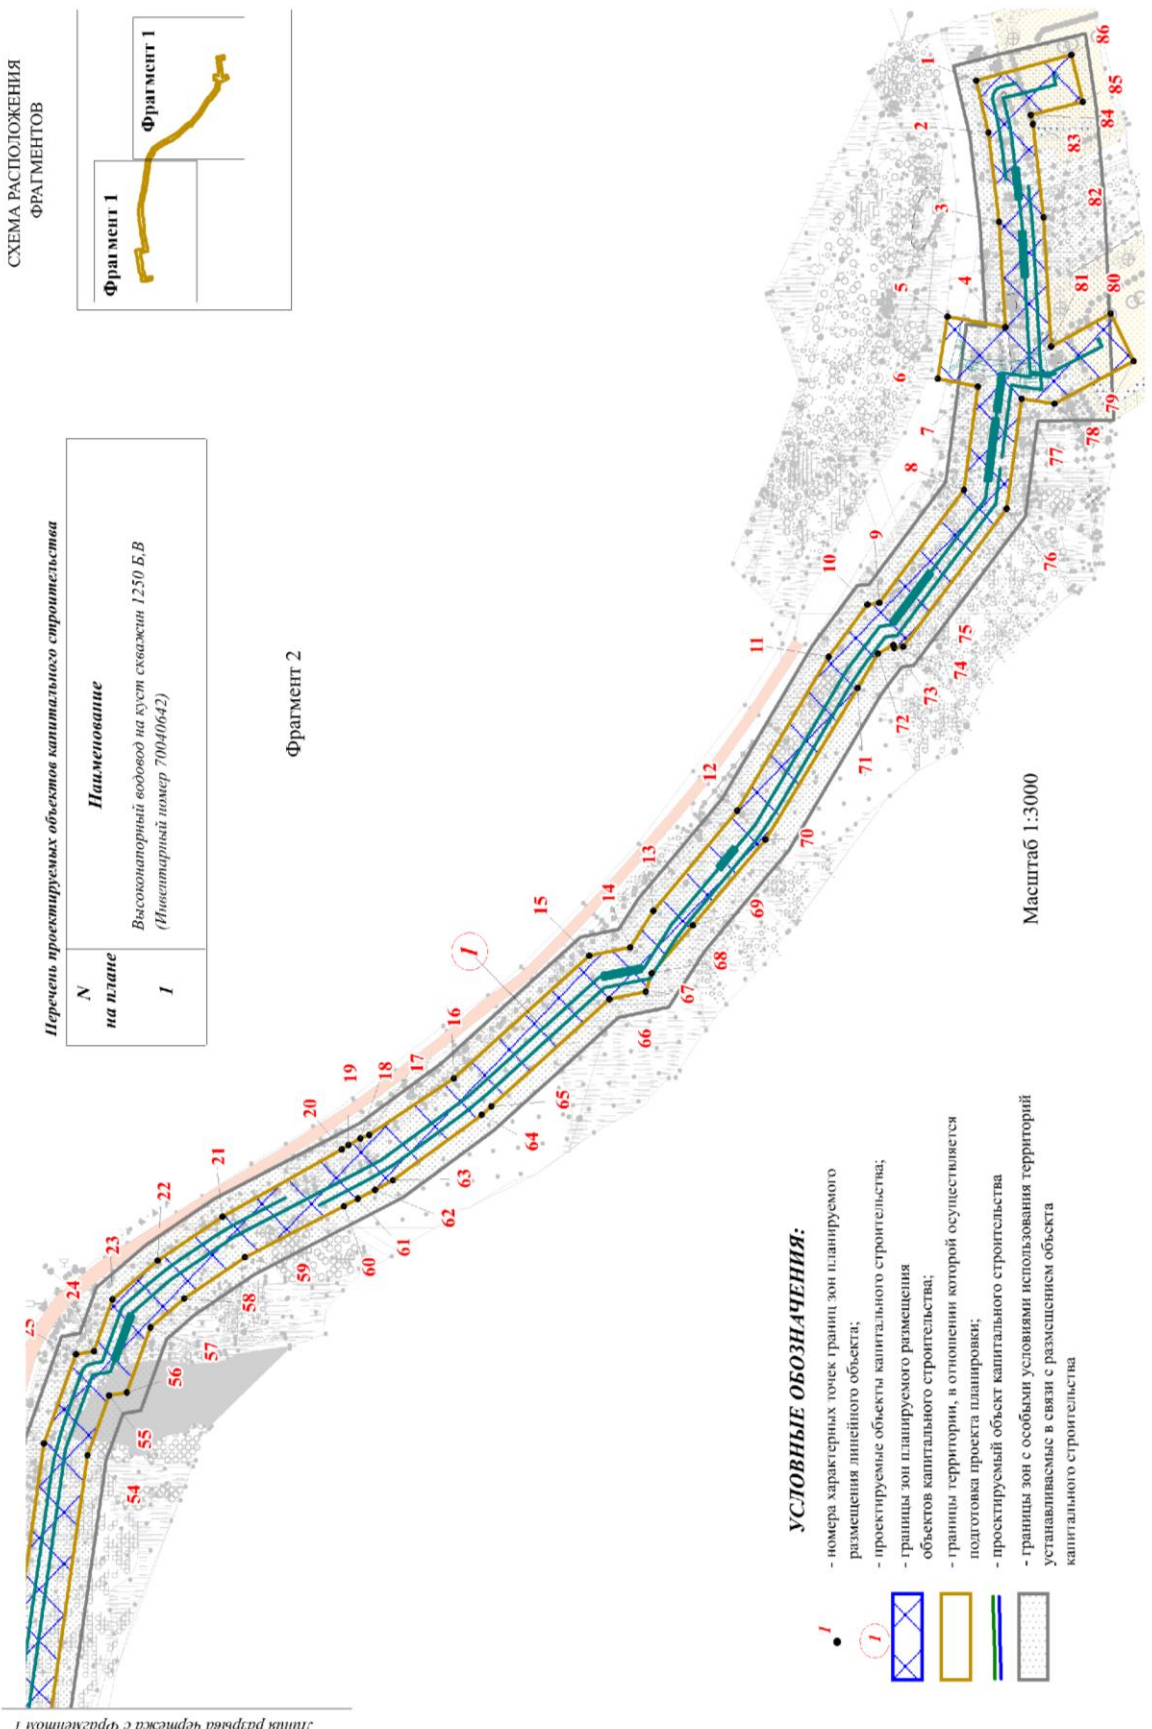 СХЕМА РАСПОЛОЖЕНИЯ
ФРАГМЕНТОВ
Фрагмент 1
Фрагмент 1
Перечень проектируемых объектов капитального строительства
N
на плане
Наименование
1
Высоконапорный водовод на куст скважин 1250 Б,В
(Инвентарный номер 70040642)
Фрагмент 2
1
2
3
4
5
6
7
8
9
10
11
12
13
14
15
1
16
17
18
19
20
21
22
23
24
25
54
55
56
57
58
59
60
61
62
63
64
65
66
67
68
69
70
71
72
73
74
75
76
77
78
79
80
81
82
83
84
85
86
Масштаб 1:3000
УСЛОВНЫЕ ОБОЗНАЧЕНИЯ:
1
- номера характерных точек границ зон планируемого
размещения линейного объекта;
1
- проектируемые объекты капитального строительства;
- границы зон планируемого размещения
объектов капитального строительства;
- границы территории, в отношении которой осуществляется
подготовка проекта планировки;
- проектируемый объект капитального строительства
- границы зон с особыми условиями использования территорий
устанавливаемые в связи с размещением объекта
капитального строительства
Линия разрыва чертежа с Фрагментом 1